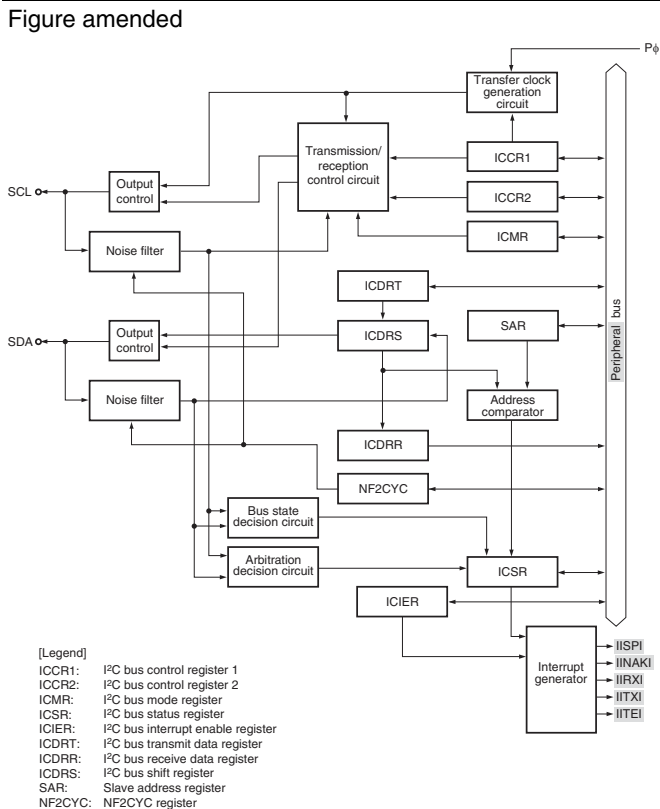 Figure amended
Pϕ
Transfer clock
generation
circuit
Transmission/
reception
control circuit
ICCR1
SCL
Output
control
ICCR2
ICMR
Noise filter
ICDRT
Peripheral bus
SAR
SDA
Output
control
ICDRS
Noise filter
Address
comparator
ICDRR
NF2CYC
Bus state
decision circuit
Arbitration
decision circuit
ICSR
ICIER
Interrupt
generator
IISPI
IINAKI
IIRXI
IITXI
IITEI
[Legend]
ICCR1: I²C bus control register 1
ICCR2: I²C bus control register 2
ICMR: I²C bus mode register
ICSR: I²C bus status register
ICIER: I²C bus interrupt enable register
ICDRT: I²C bus transmit data register
ICDRR: I²C bus receive data register
ICDRS: I²C bus shift register
SAR: Slave address register
NF2CYC: NF2CYC register